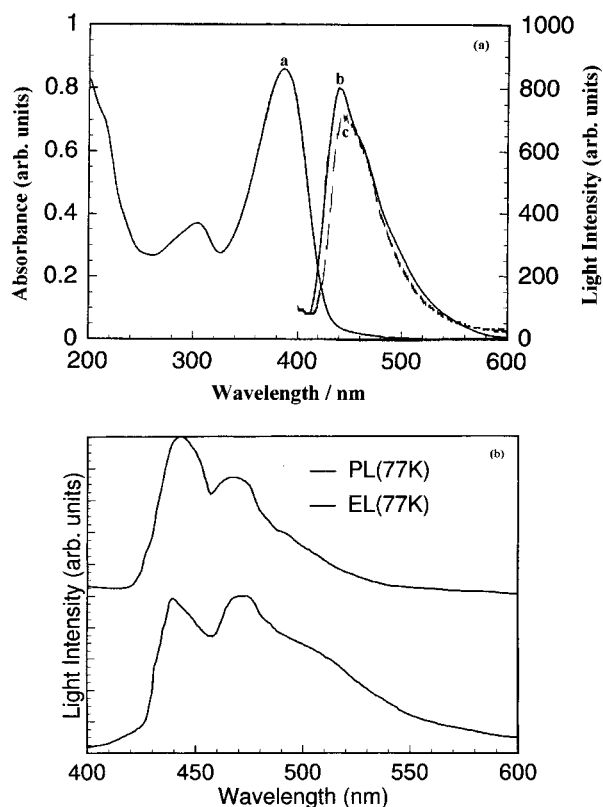 (a)
a
b
c
1
0.8
0.6
0.4
0.2
0
1000
800
600
400
200
0
200
300
400
500
600
Absorbance (arb. units)
Light Intensity (arb. units)
Wavelength / nm
(b)
PL(77K)
EL(77K)
Light Intensity (arb. units)
400
450
500
550
600
Wavelength (nm)